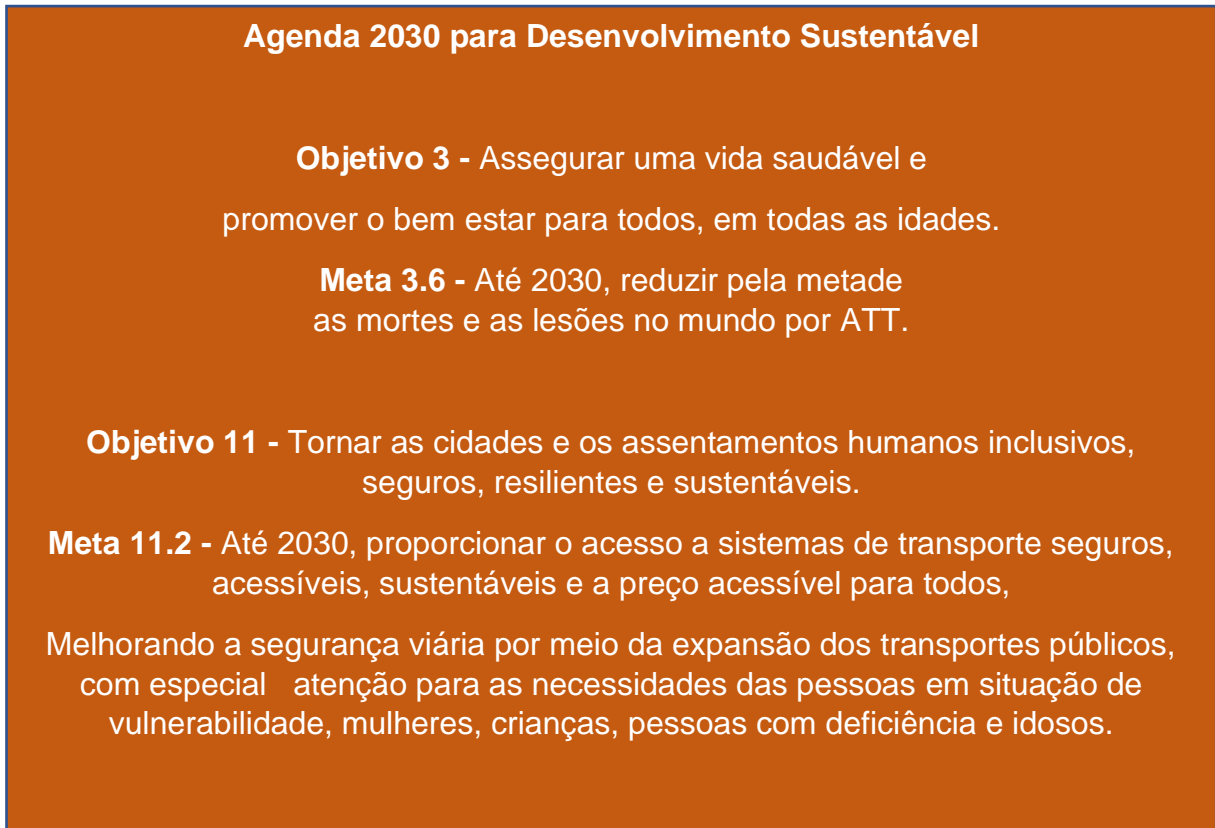 Agenda 2030 para Desenvolvimento Sustentável
Objetivo 3 - Assegurar uma vida saudável e
promover o bem estar para todos, em todas as idades.
Meta 3.6 - Até 2030, reduzir pela metade
as mortes e as lesões no mundo por ATT.
Objetivo 11 - Tornar as cidades e os assentamentos humanos inclusivos,
seguros, resilientes e sustentáveis.
Meta 11.2 - Até 2030, proporcionar o acesso a sistemas de transporte seguros,
acessíveis, sustentáveis e a preço acessível para todos,
Melhorando a segurança viária por meio da expansão dos transportes públicos,
com especial   atenção para as necessidades das pessoas em situação de
vulnerabilidade, mulheres, crianças, pessoas com deficiência e idosos.